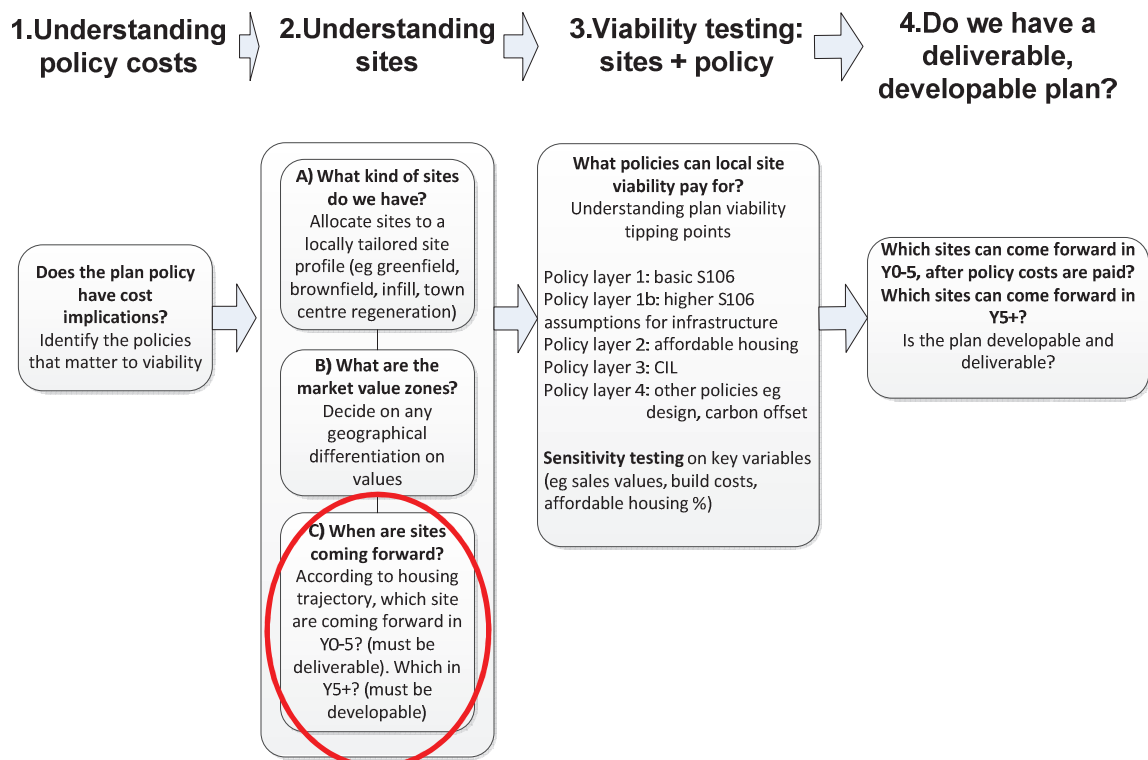 1.Understanding
policy costs
2.Understanding
sites
3.Viability testing:
sites + policy
4.Do we have a
deliverable,
developable plan?
Does the plan policy
have cost
implications?
Identify the policies
that matter to viability
A) What kind of sites
do we have?
Allocate sites to a
locally tailored site
profile (eg greenfield,
brownfield, infill, town
centre regeneration)
B) What are the
market value zones?
Decide on any
geographical
differentiation on
values
C) When are sites
coming forward?
According to housing
trajectory, which site
are coming forward in
Y0-5? (must be
deliverable). Which in
Y5+? (must be
developable)
What policies can local site
viability pay for?
Understanding plan viability
tipping points
Policy layer 1: basic S106
Policy layer 1b: higher S106
assumptions for infrastructure
Policy layer 2: affordable housing
Policy layer 3: CIL
Policy layer 4: other policies eg
design, carbon offset
Sensitivity testing on key variables
(eg sales values, build costs,
affordable housing %)
Which sites can come forward in
Y0-5, after policy costs are paid?
Which sites can come forward in
Y5+?
Is the plan developable and
deliverable?